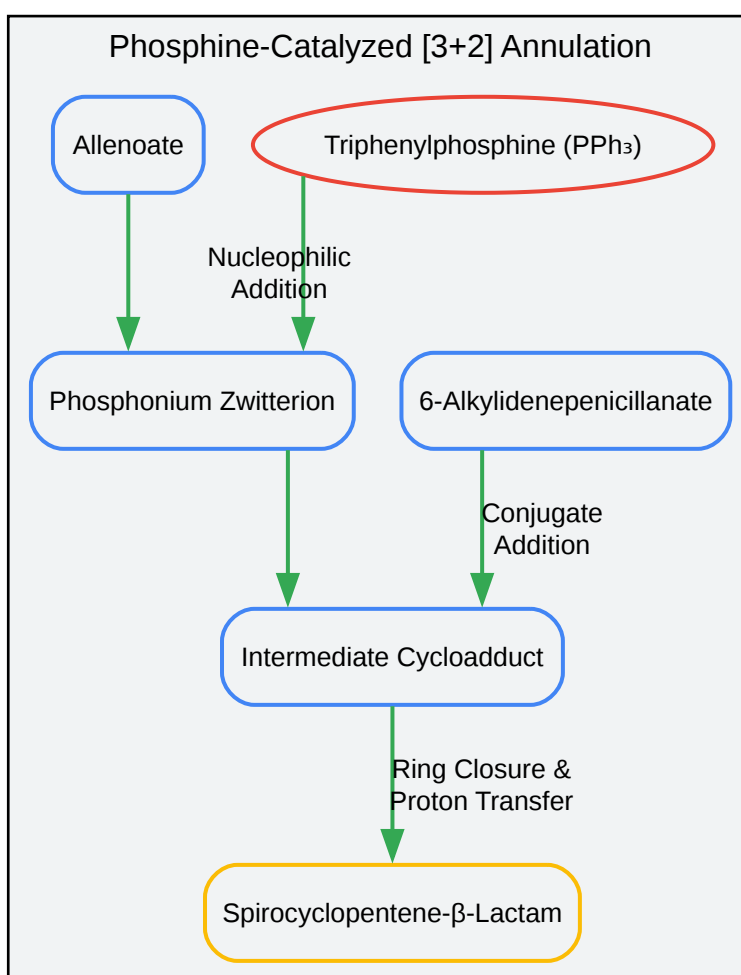 Phosphine-Catalyzed [3+2] Annulation
Allenoate
Triphenylphosphine (PPh₃)
Nucleophilic
Addition
Phosphonium Zwitterion
6-Alkylidenepenicillanate
Conjugate
Addition
Intermediate Cycloadduct
Ring Closure &
Proton Transfer
Spirocyclopentene-β-Lactam